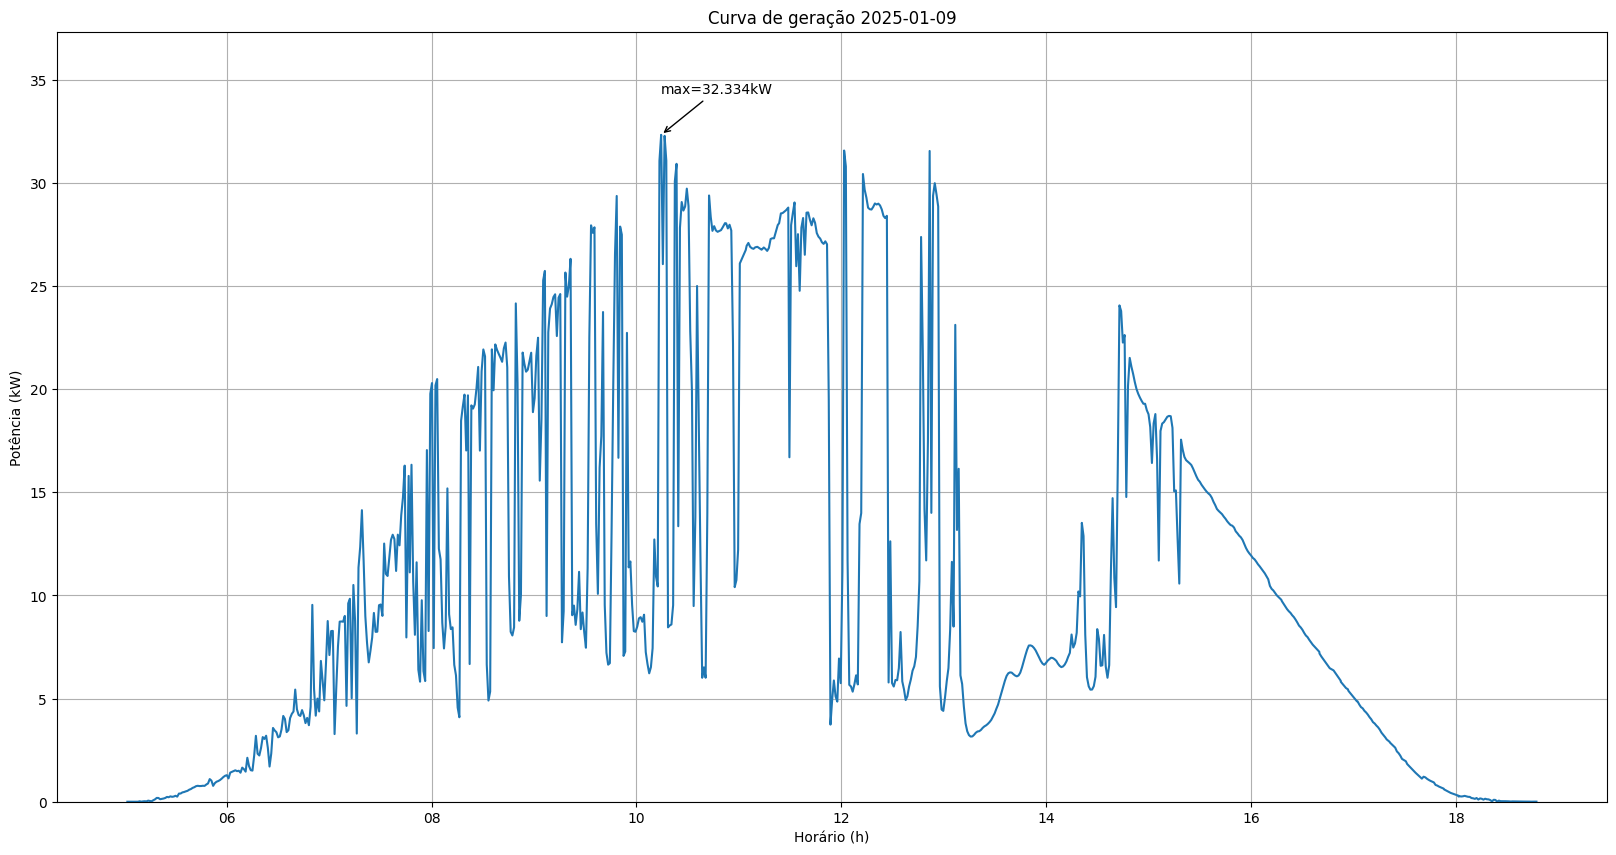 Curva de geração 2025-01-09
max=32.334kW
35
30
25
20
15
10
5
0
Potência (kW)
06 08 10 12 14 16 18
Horário (h)